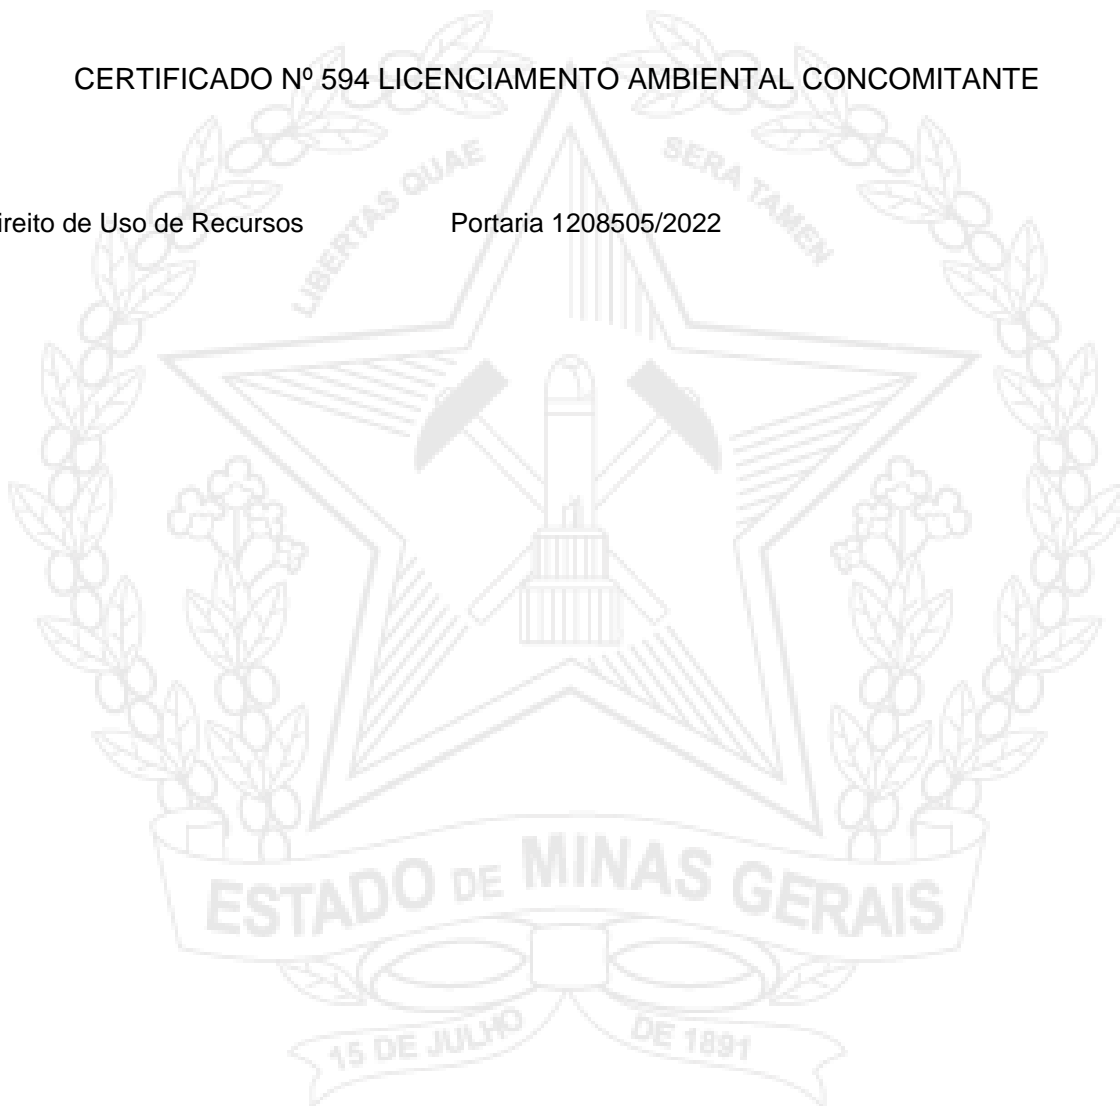 CERTIFICADO Nº 594 LICENCIAMENTO AMBIENTAL CONCOMITANTE
LIBERTAS QUAE SERA TAMEN
ireito de Uso de Recursos Portaria 1208505/2022
ESTADO DE MINAS GERAIS
15 DE JULHO DE 1891